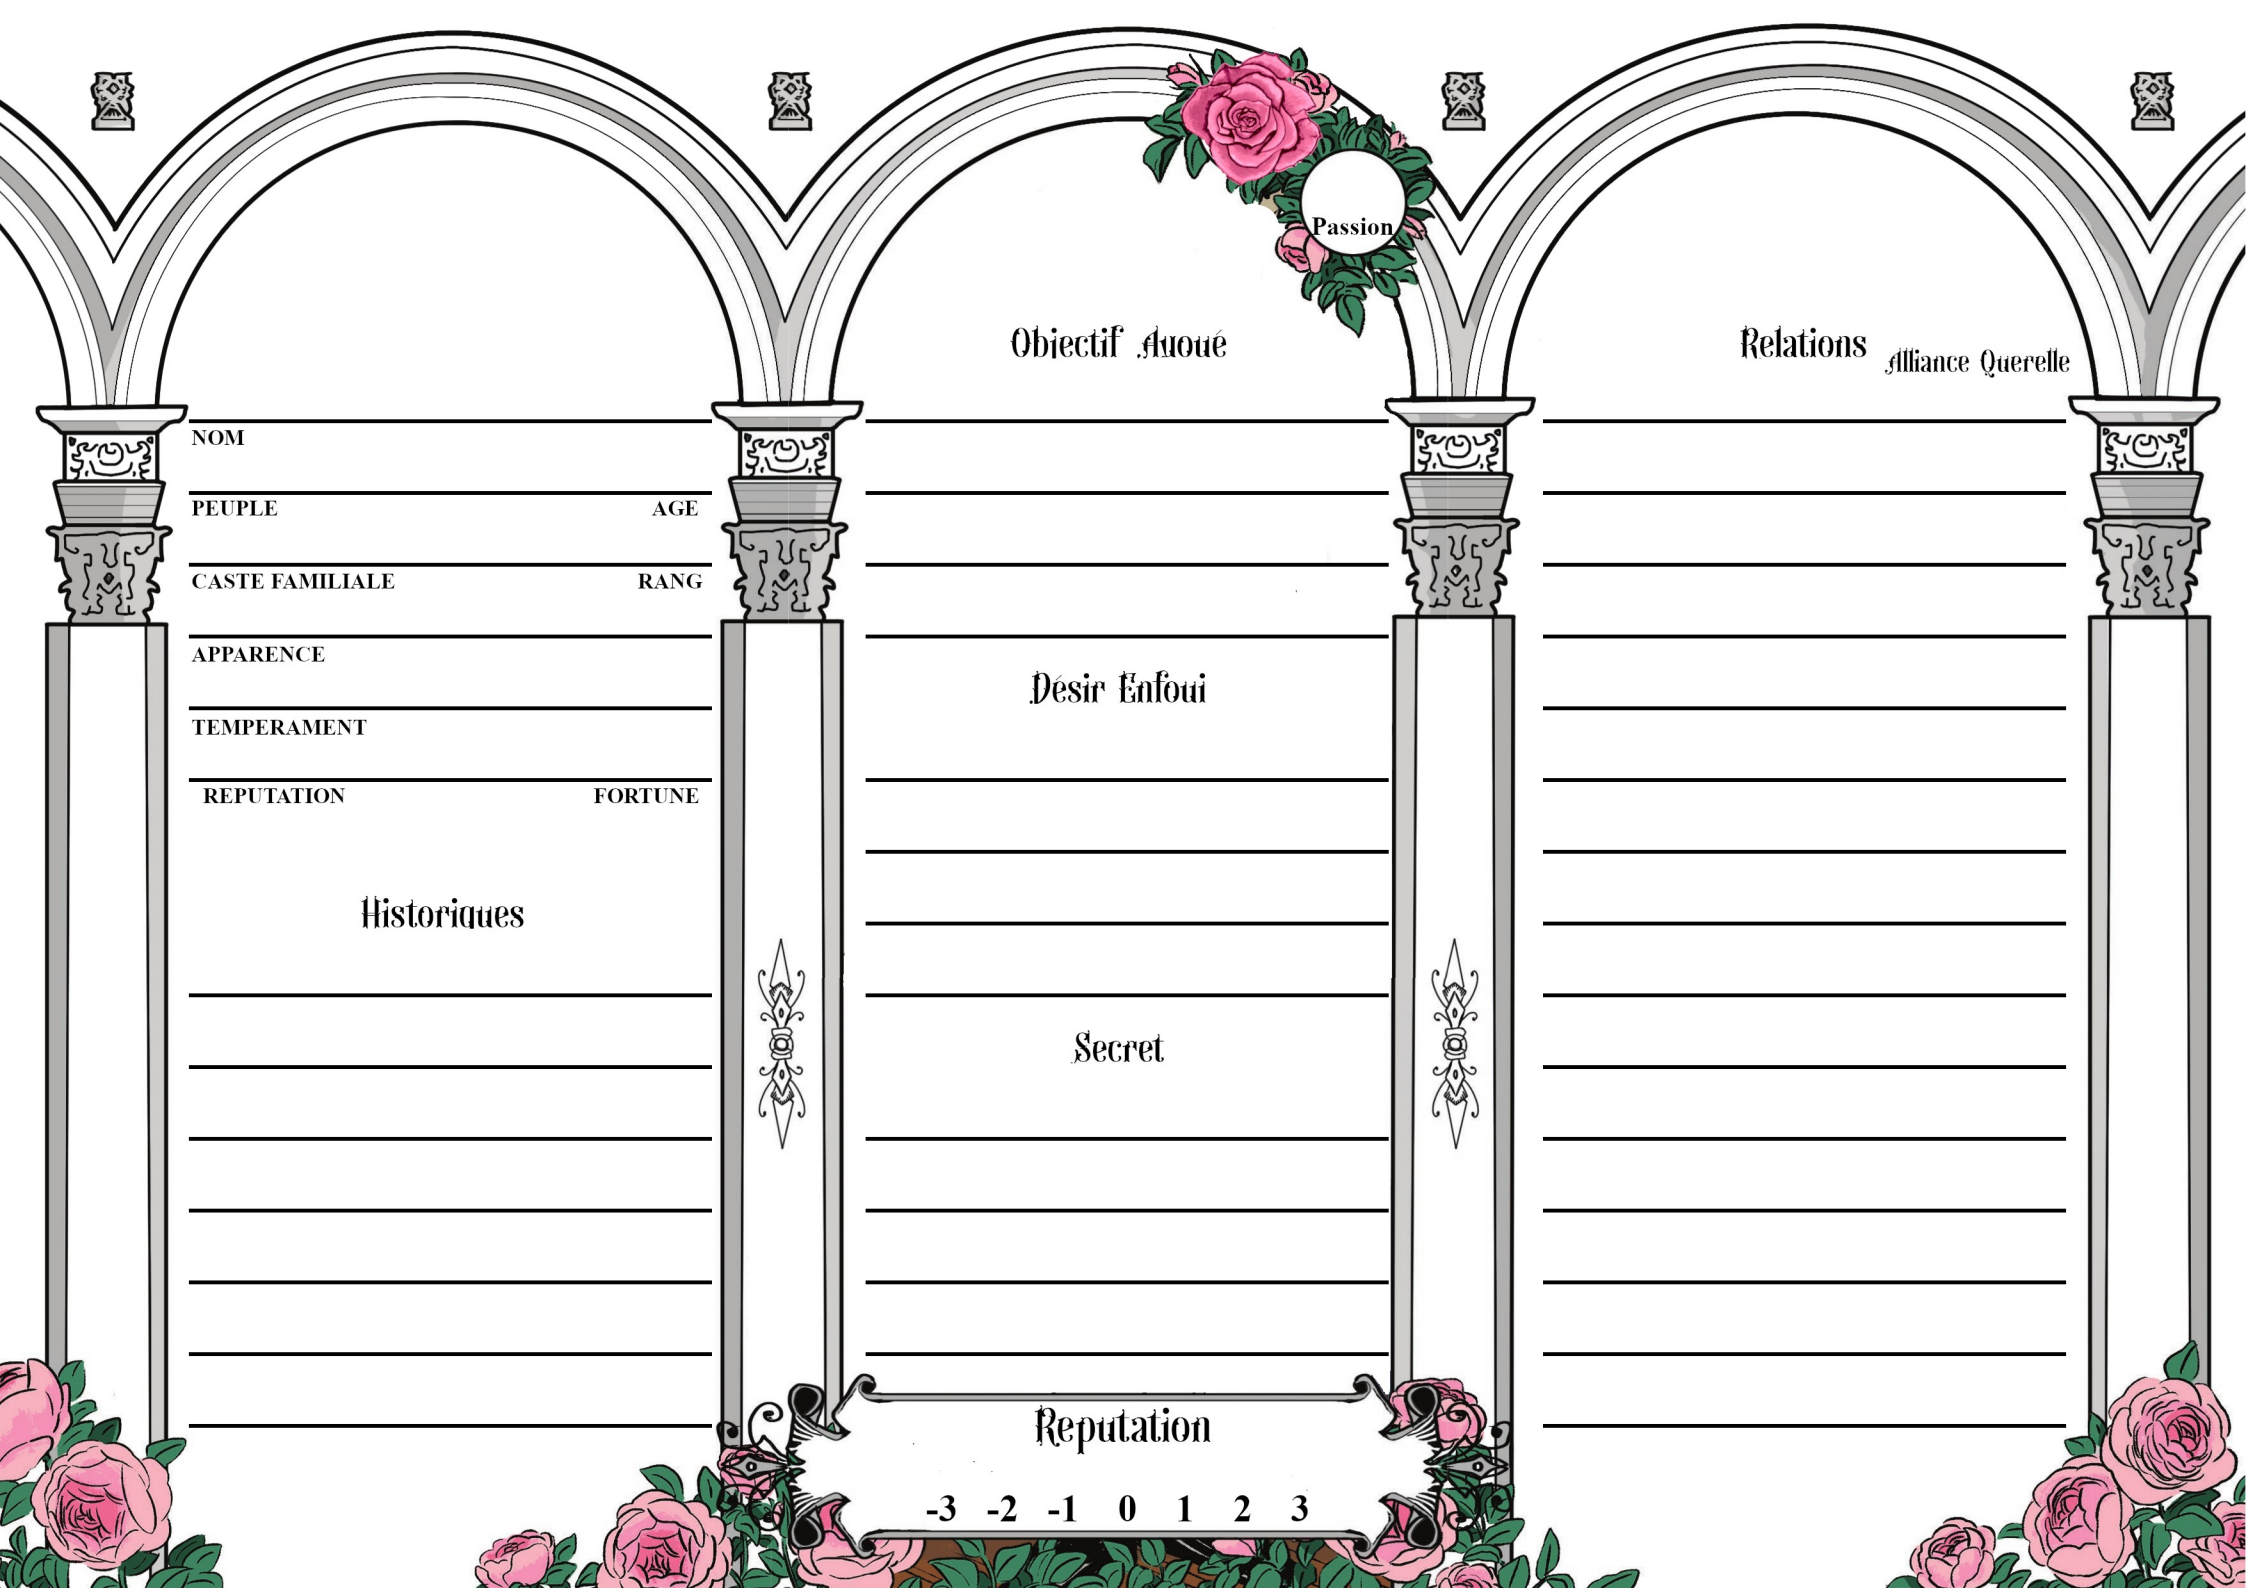 NOM
PEUPLE AGE
CASTE FAMILIALE RANG
APPARENCE
TEMPERAMENT
REPUTATION FORTUNE
Historiques
Passion
Objectif Avoué
Désir Enfoui
Secret
Reputation
-3 -2 -1 0 1 2 3
Relations Alliance Querelle